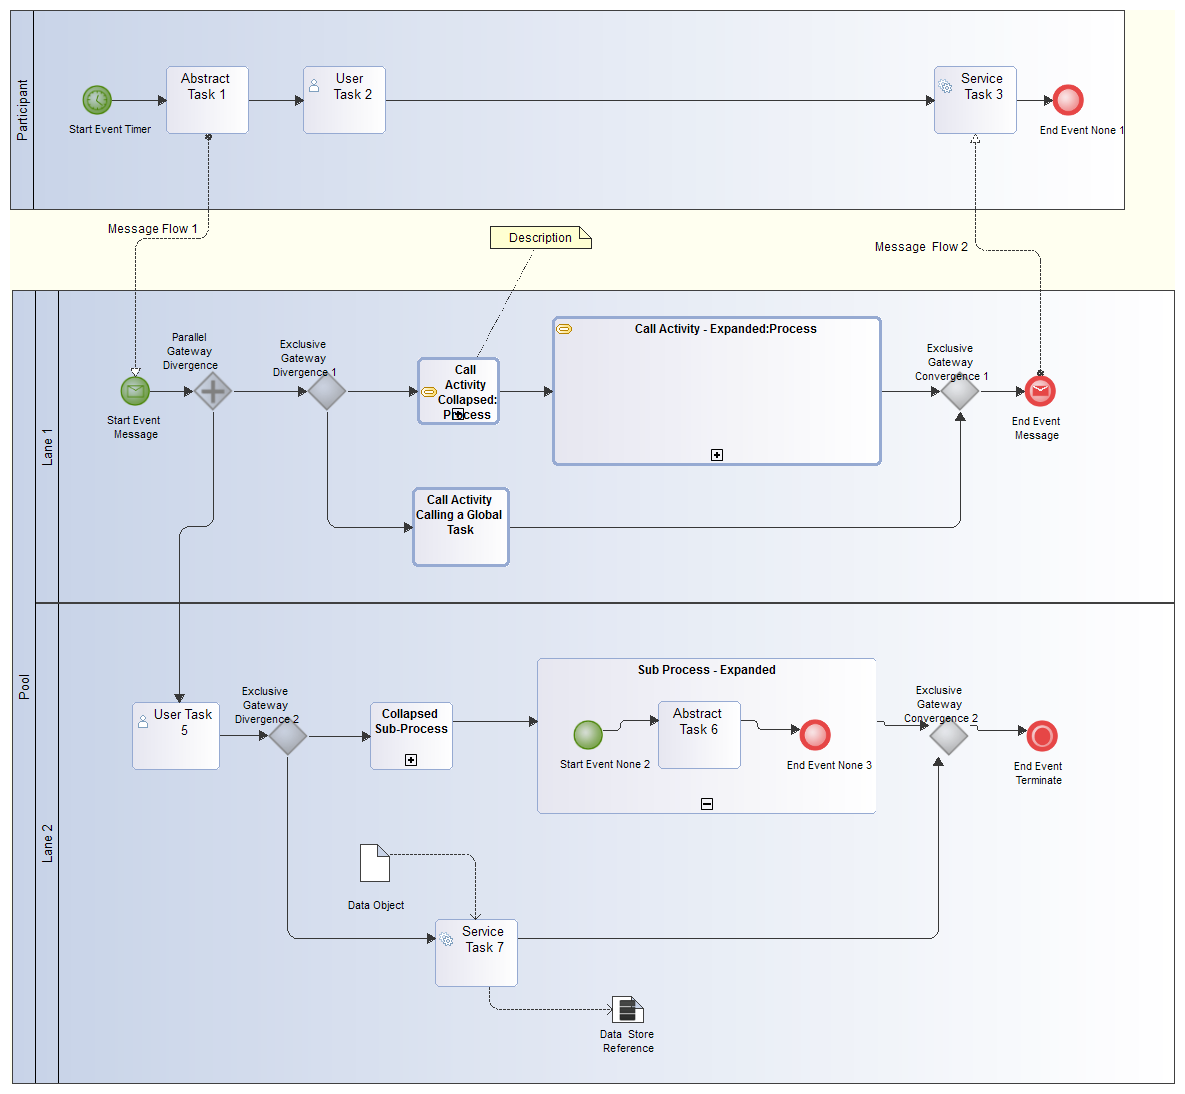 Participant
Start Event Timer
Abstract
Task 1
User
Task 2
Service
Task 3
End Event None 1
Message Flow 1
Description
Message  Flow 2
Pool
Lane 1
Start Event
Message
Parallel
Gateway
Divergence
Exclusive
Gateway
Divergence 1
Call
Activity
Collapsed:
Process
Call Activity - Expanded:Process
Call Activity
Calling a Global
Task
Exclusive
Gateway
Convergence 1
End Event
Message
Lane 2
User Task
5
Exclusive
Gateway
Divergence 2
Collapsed
Sub-Process
Sub Process - Expanded
Start Event None 2
Abstract
Task 6
End Event None 3
Exclusive
Gateway
Convergence 2
End Event
Terminate
Data Object
Service
Task 7
Data  Store
Reference